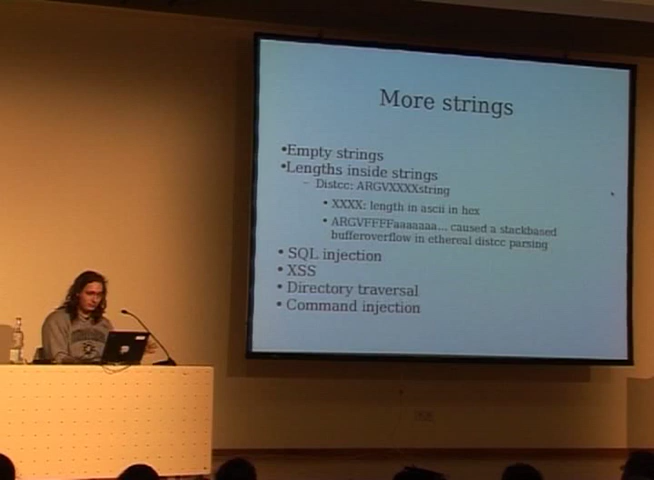 More strings
•Empty strings
•Lengths inside strings
– Distcc: ARGVXXXXstring
• XXXX: length in ascii in hex
• ARGVFFFFaaaaaaa... caused a stackbased
bufferoverflow in ethereal distcc parsing
• SQL injection
• XSS
• Directory traversal
• Command injection